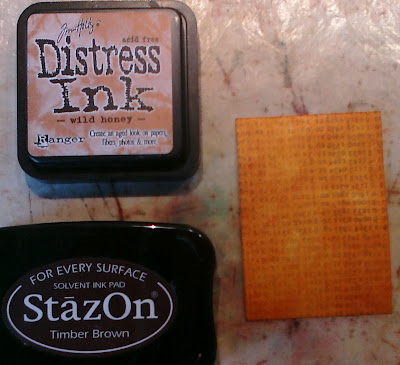 Tim Holtz
acid free
Distress
Ink
– wild honey –
Ranger
Create an aged look on papers,
fibers, photos & more.
FOR EVERY SURFACE
SOLVENT INK PAD
StāzOn
Timber Brown